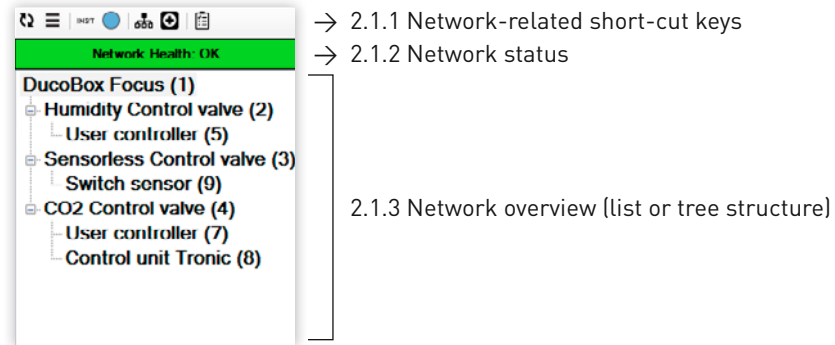 INST
→ 2.1.1 Network-related short-cut keys
Network Health: OK
→ 2.1.2 Network status
DucoBox Focus (1)
Humidity Control valve (2)
User controller (5)
Sensorless Control valve (3)
Switch sensor (9)
CO2 Control valve (4)
2.1.3 Network overview (list or tree structure)
User controller (7)
Control unit Tronic (8)